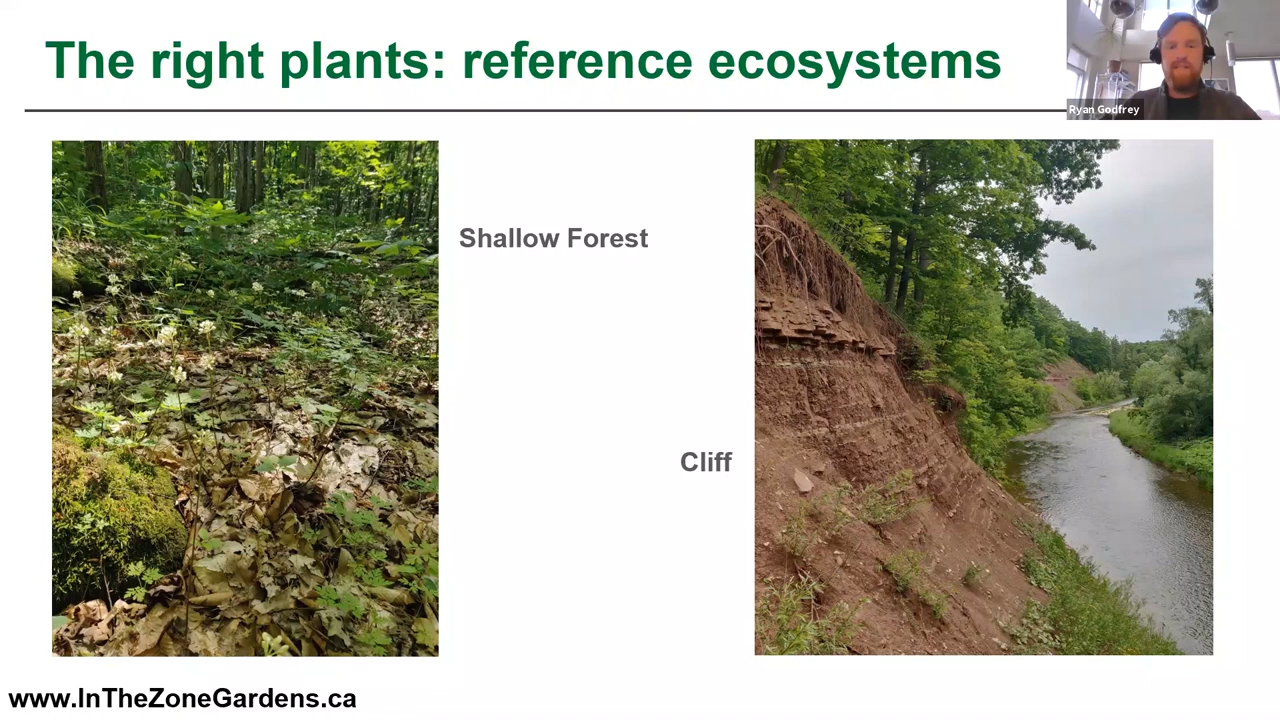 The right plants: reference ecosystems
Ryan Godfrey
Shallow Forest
Cliff
www.InTheZoneGardens.ca